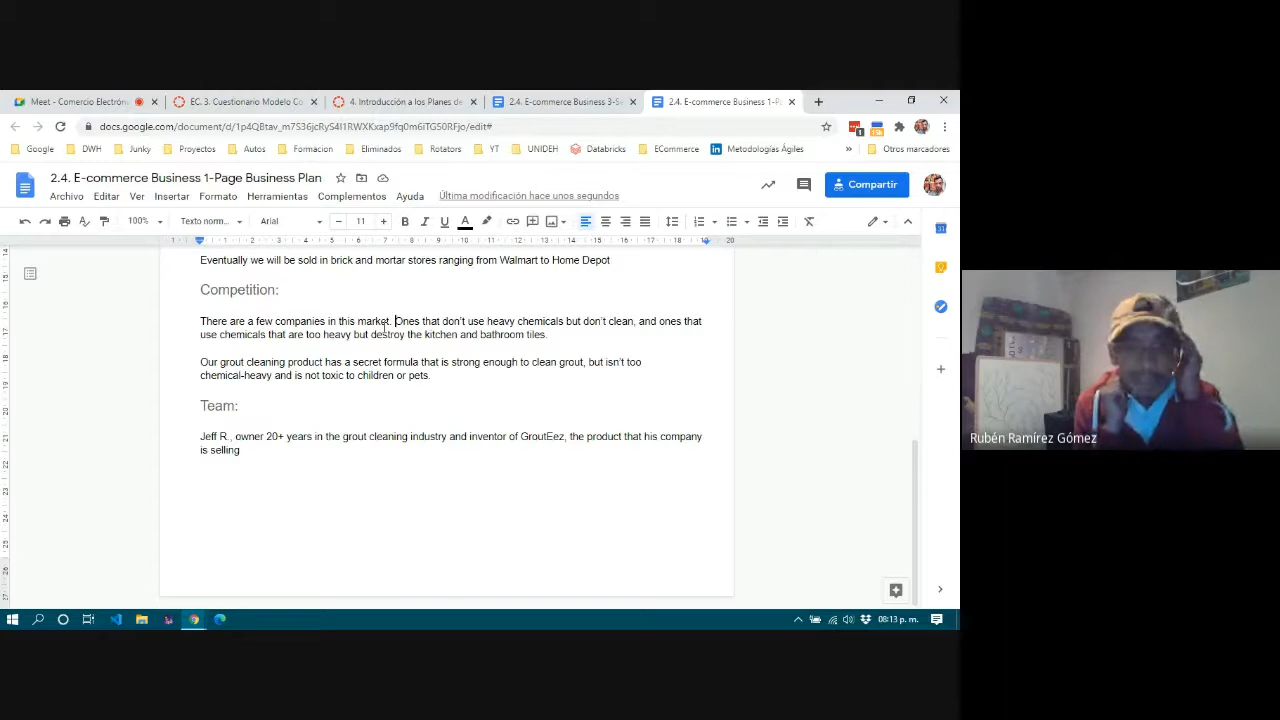 Meet - Comercio Electrón
EC. 3. Cuestionario Modelo Co
4. Introducción a los Planes de
2.4. E-commerce Business 3-S
2.4. E-commerce Business 1-P
docs.google.com/document/d/1p4QBtav_m7S36jcRyS4I1RWXKxap9fq0m6ITG50RFjo/edit#
Google
DWH
Junky
Proyectos
Autos
Formacion
Eliminados
Rotators
YT
UNIDEH
Databricks
ECommerce
Metodologías Ágiles
Otros marcadores
2.4. E-commerce Business 1-Page Business Plan
Archivo Editar Ver Insertar Formato Herramientas Complementos Ayuda Última modificación hace unos segundos
Compartir
100% Texto norm... Arial 11
Eventually we will be sold in brick and mortar stores ranging from Walmart to Home Depot
Competition:
There are a few companies in this market. Ones that don't use heavy chemicals but don't clean, and ones that
use chemicals that are too heavy but destroy the kitchen and bathroom tiles.
Our grout cleaning product has a secret formula that is strong enough to clean grout, but isn't too
chemical-heavy and is not toxic to children or pets.
Team:
Jeff R., owner 20+ years in the grout cleaning industry and inventor of GroutEez, the product that his company
is selling
Rubén Ramírez Gómez
08:13 p. m.